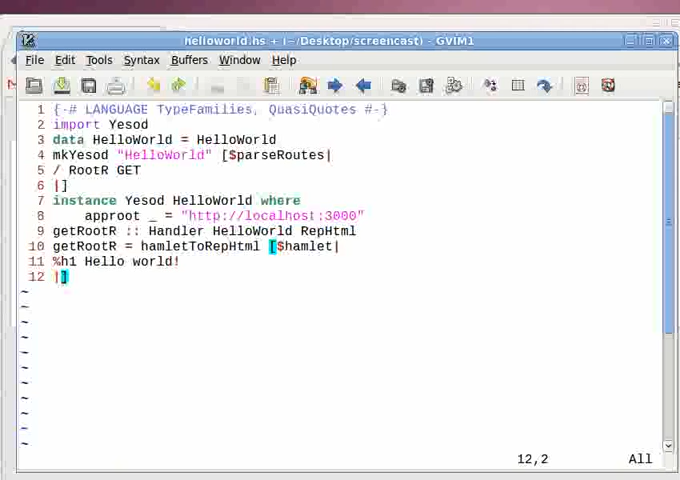 helloworld.hs + (~/Desktop/screencast) - GVIM1
File Edit Tools Syntax Buffers Window Help
1 {-# LANGUAGE TypeFamilies, QuasiQuotes #-}
2 import Yesod
3 data HelloWorld = HelloWorld
4 mkYesod "HelloWorld" [$parseRoutes|
5 / RootR GET
6 |]
7 instance Yesod HelloWorld where
8 approot _ = "http://localhost:3000"
9 getRootR :: Handler HelloWorld RepHtml
10 getRootR = hamletToRepHtml [$hamlet|
11 %h1 Hello world!
12 |]
~
~
~
~
~
~
~
~
~
~
~
12,2 All